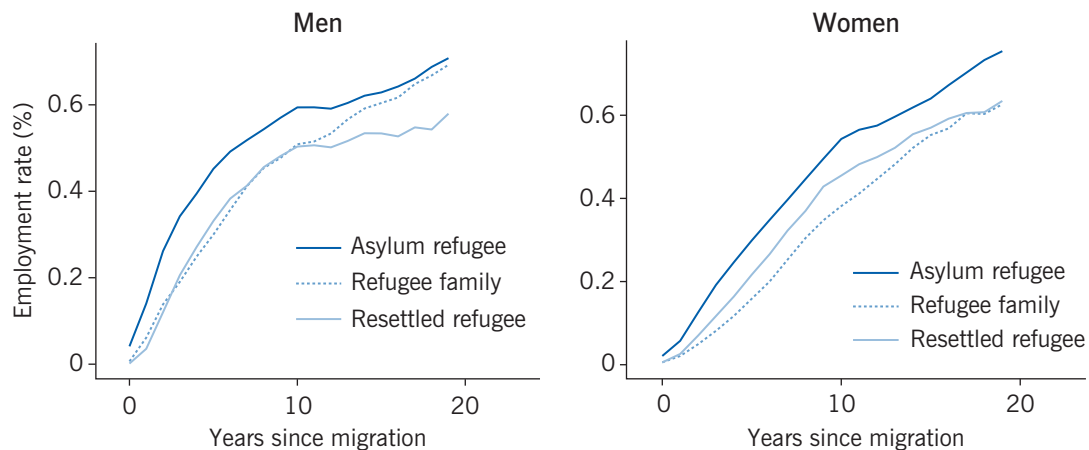 Men
Employment rate (%)
0.6
0.4
0.2
0
Asylum refugee
Refugee family
Resettled refugee
0 10 20
Years since migration
Women
0.6
0.4
0.2
0
Asylum refugee
Refugee family
Resettled refugee
0 10 20
Years since migration